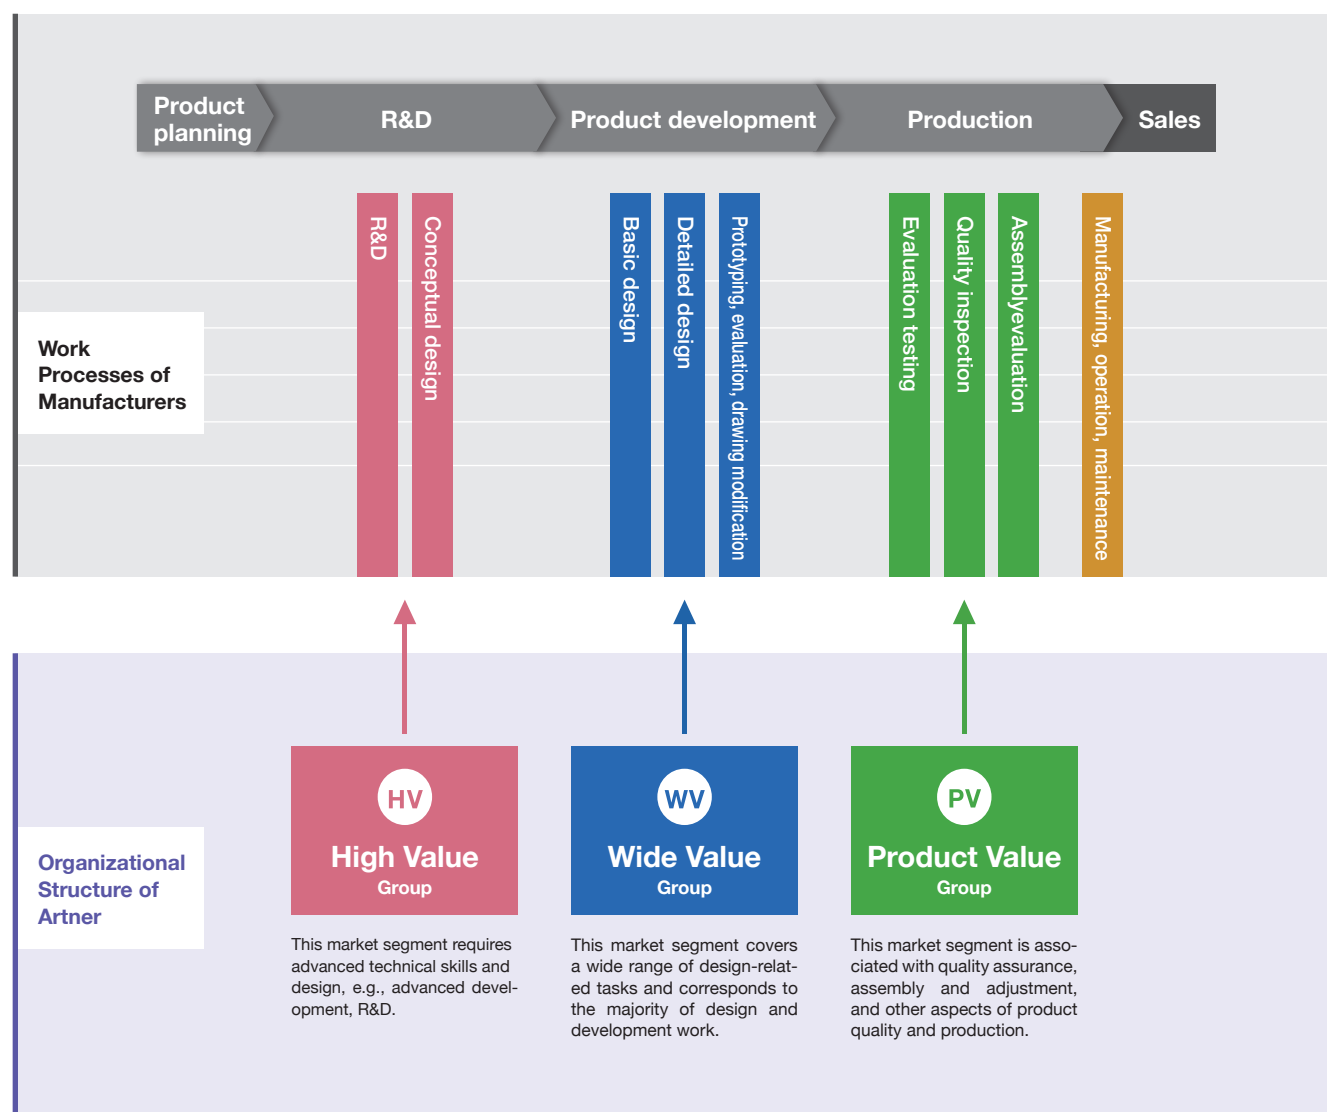 Product
planning
R&D
Product development
Production
Sales
R&D
Conceptual design
Basic design
Detailed design
Prototyping, evaluation, drawing modification
Evaluation testing
Quality inspection
Assemblyevaluation
Manufacturing, operation, maintenance
Work
Processes of
Manufacturers
HV
High Value
Group
WV
Wide Value
Group
PV
Product Value
Group
Organizational
Structure of
Artner
This market segment requires
advanced technical skills and
design, e.g., advanced devel-
opment, R&D.
This market segment covers
a wide range of design-relat-
ed tasks and corresponds to
the majority of design and
development work.
This market segment is asso-
ciated with quality assurance,
assembly and adjustment,
and other aspects of product
quality and production.